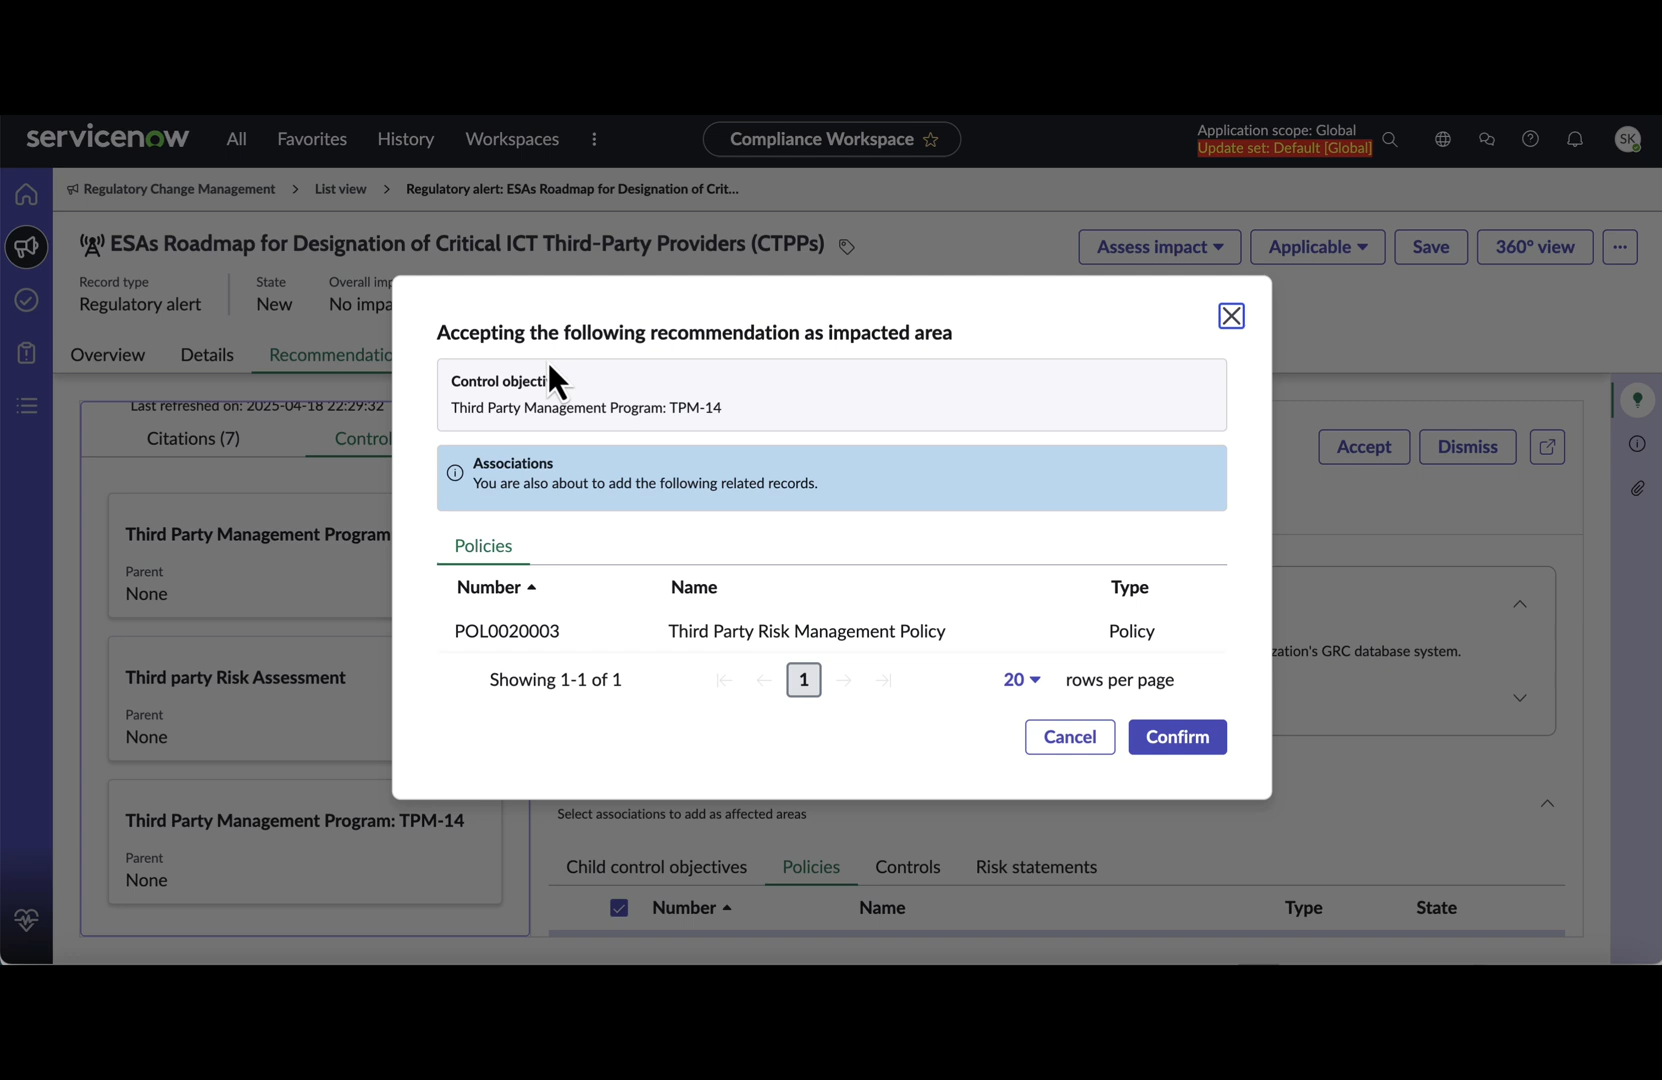 servicenow All Favorites History Workspaces Compliance Workspace Application scope: Global
Update set: Default [Global]
SK
Regulatory Change Management > List view > Regulatory alert: ESAs Roadmap for Designation of Crit...
ESAs Roadmap for Designation of Critical ICT Third-Party Providers (CTPPs)
Assess impact Applicable Save 360° view
Record type State Overall imp
Regulatory alert New No impa
Overview Details Recommendatio
Last refreshed on: 2025-04-18 22:29:32
Citations (7) Control
Accept Dismiss
Third Party Management Program
Parent
None
Third party Risk Assessment
Parent
None
Third Party Management Program: TPM-14
Parent
None
Accepting the following recommendation as impacted area
Control objecti
Third Party Management Program: TPM-14
Associations
You are also about to add the following related records.
Policies
Number Name Type
POL0020003 Third Party Risk Management Policy Policy
Showing 1-1 of 1 1 20 rows per page
Cancel Confirm
zation's GRC database system.
Select associations to add as affected areas
Child control objectives Policies Controls Risk statements
Number Name Type State